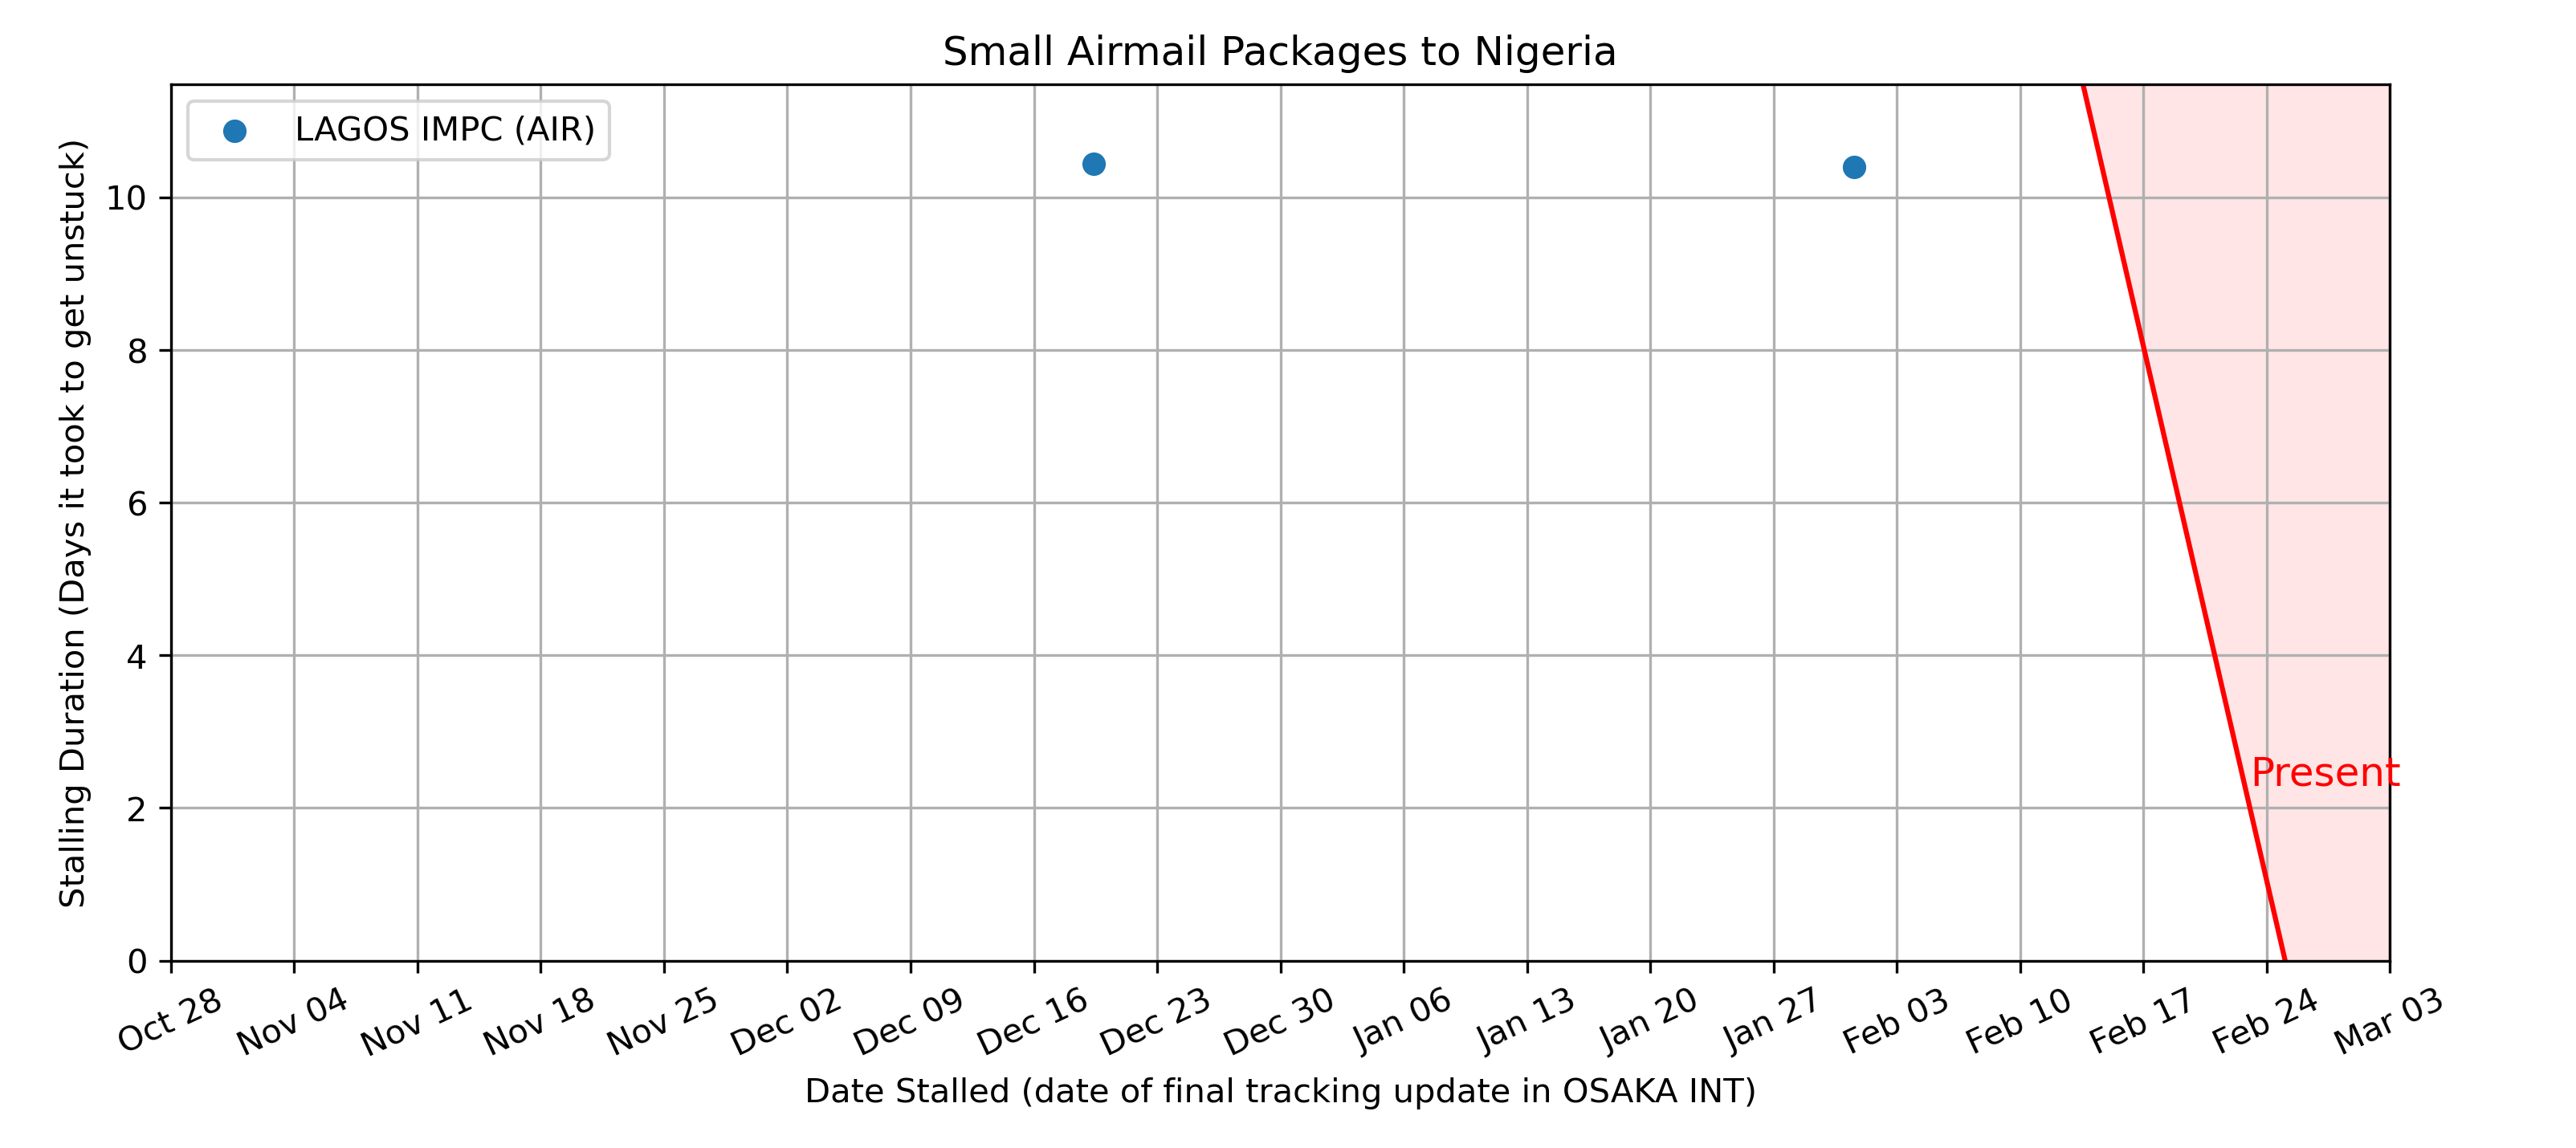 Small Airmail Packages to Nigeria
LAGOS IMPC (AIR)
Stalling Duration (Days it took to get unstuck)
10
8
6
4
2
0
Present
Oct 28 Nov 04 Nov 11 Nov 18 Nov 25 Dec 02 Dec 09 Dec 16 Dec 23 Dec 30 Jan 06 Jan 13 Jan 20 Jan 27 Feb 03 Feb 10 Feb 17 Feb 24 Mar 03
Date Stalled (date of final tracking update in OSAKA INT)